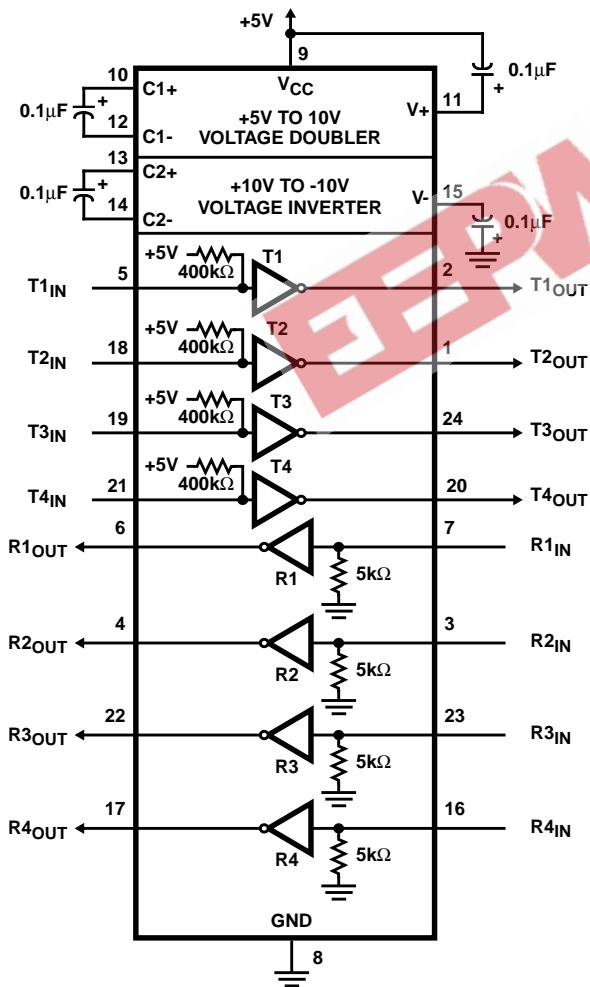 +5V
9
10
C1+
VCC
0.1μF
+
+5V TO 10V
VOLTAGE DOUBLER
V+
11
+
0.1μF
12
C1-
13
C2+
0.1μF
+
+10V TO -10V
VOLTAGE INVERTER
V-
15
14
C2-
0.1μF
+
T1IN
5
+5V
400kΩ
T1
2
T1OUT
T2IN
18
+5V
400kΩ
T2
1
T2OUT
T3IN
19
+5V
400kΩ
T3
24
T3OUT
T4IN
21
+5V
400kΩ
T4
20
T4OUT
R1OUT
6
R1
5kΩ
7
R1IN
R2OUT
4
R2
5kΩ
3
R2IN
R3OUT
22
R3
5kΩ
23
R3IN
R4OUT
17
R4
5kΩ
16
R4IN
GND
8